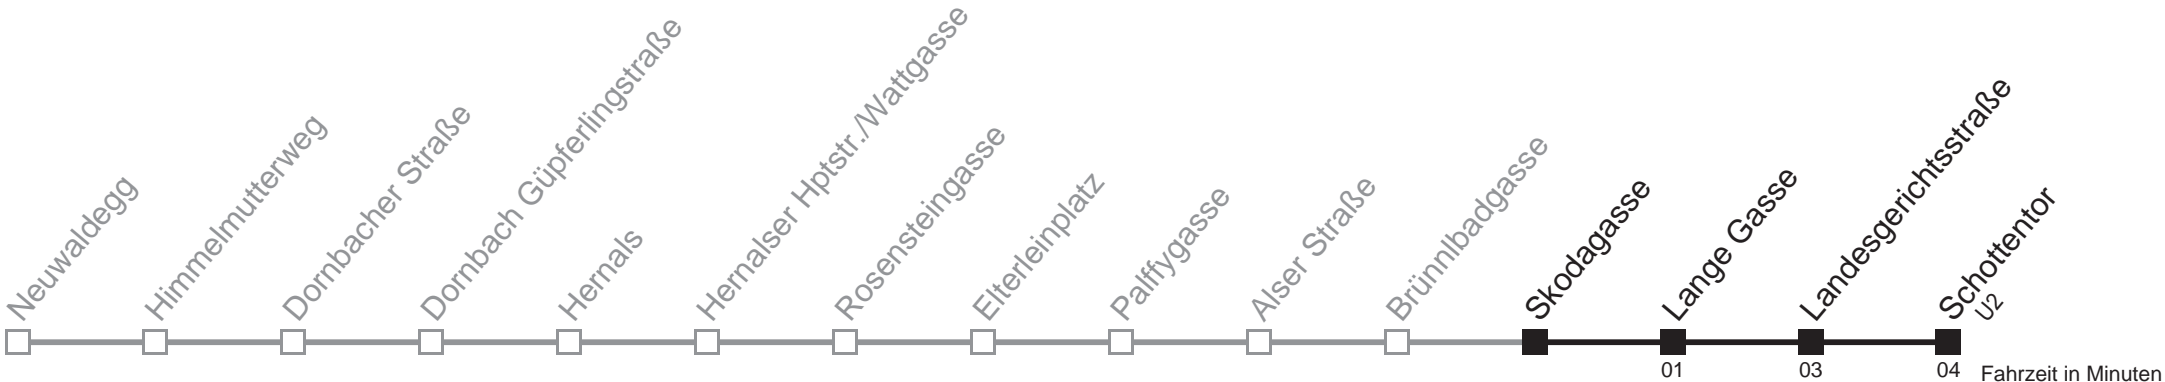 Neuwaldegg
Himmelmutterweg
Dornbacher Straße
Dornbach Güpferlingstraße
Hernals
Hernalser Hptstr./Wattgasse
Rosensteingasse
Elterleinplatz
Palffygasse
Alser Straße
Brünnlbadgasse
Skodagasse
Lange Gasse
Landesgerichtsstraße
Schottentor
U2
01
03
04
Fahrzeit in Minuten